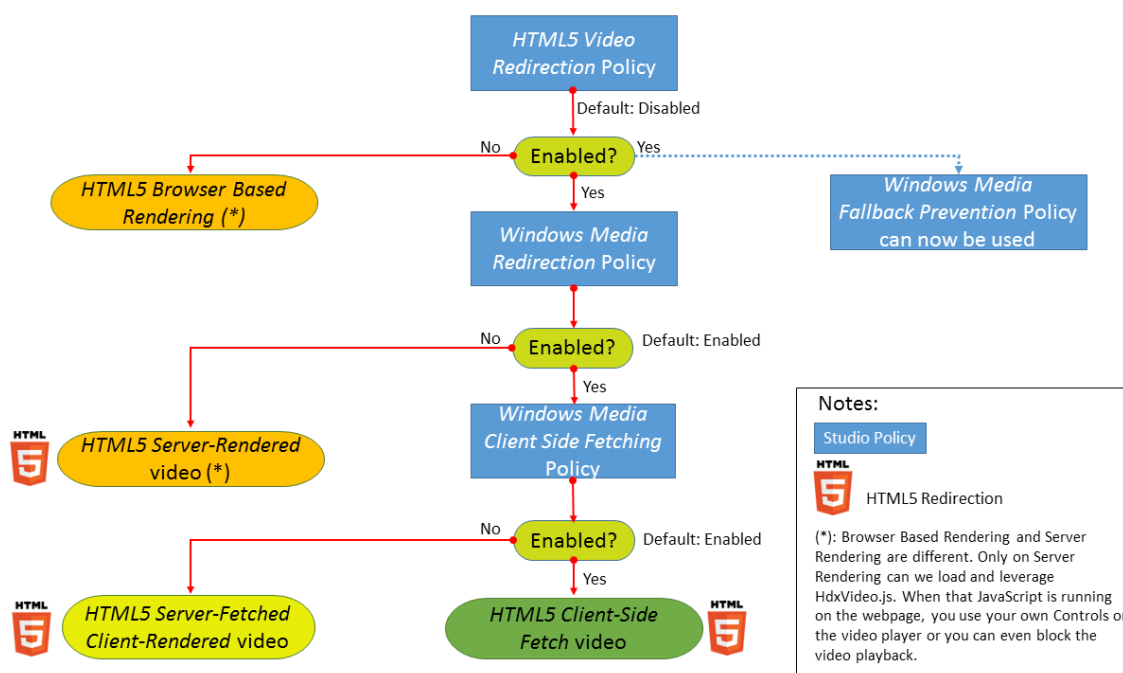 HTML5 Video
Redirection Policy
Default: Disabled
No
Enabled?
Yes
HTML5 Browser Based
Rendering (*)
Yes
Windows Media
Fallback Prevention Policy
can now be used
Windows Media
Redirection Policy
No
Enabled?
Default: Enabled
Yes
HTML
5
HTML5 Server-Rendered
video (*)
Windows Media
Client Side Fetching
Policy
No
Enabled?
Default: Enabled
Yes
HTML
5
HTML5 Server-Fetched
Client-Rendered video
HTML5 Client-Side
Fetch video
HTML
5
Notes:
Studio Policy
HTML
5
HTML5 Redirection
(*): Browser Based Rendering and Server
Rendering are different. Only on Server
Rendering can we load and leverage
HdxVideo.js. When that JavaScript is running
on the webpage, you use your own Controls o
the video player or you can even block the
video playback.